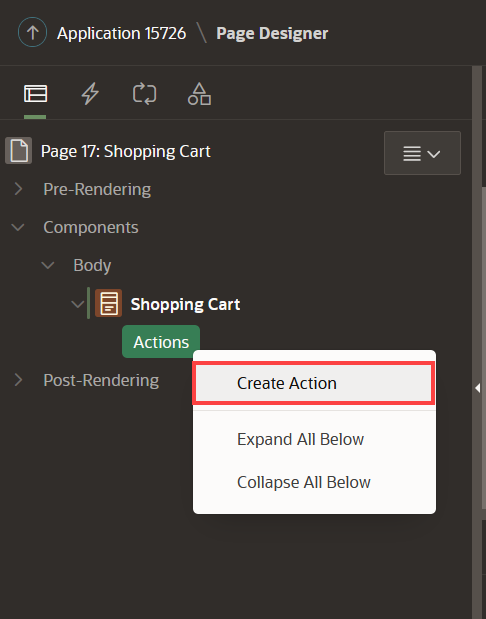 Application 15726 \ Page Designer
Page 17: Shopping Cart
Pre-Rendering
Components
Body
Shopping Cart
Actions
Create Action
Post-Rendering
Expand All Below
Collapse All Below